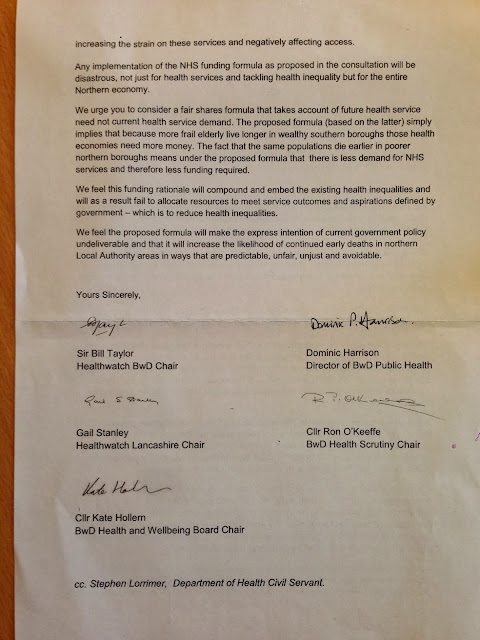 increasing the strain on these services and negatively affecting access.
Any implementation of the NHS funding formula as proposed in the consultation will be
disastrous, not just for health services and tackling health inequality but for the entire
Northern economy.
We urge you to consider a fair shares formula that takes account of future health service
need not current health service demand. The proposed formula (based on the latter) simply
implies that because more frail elderly live longer in wealthy southern boroughs those health
economies need more money. The fact that the same populations die earlier in poorer
northern boroughs means under the proposed formula that there is less demand for NHS
services and therefore less funding required.
We feel this funding rationale will compound and embed the existing health inequalities and
will as a result fail to allocate resources to meet service outcomes and aspirations defined by
government – which is to reduce health inequalities.
We feel the proposed formula will make the express intention of current government policy
undeliverable and that it will increase the likelihood of continued early deaths in northern
Local Authority areas in ways that are predictable, unfair, unjust and avoidable.
Yours Sincerely,
Dominic P. Harrison.
Sir Bill Taylor
Healthwatch BwD Chair
Dominic Harrison
Director of BwD Public Health
Gail S Stanley
Gail Stanley
Healthwatch Lancashire Chair
Cllr Ron O'Keeffe
BwD Health Scrutiny Chair
Kate
Cllr Kate Hollern
BwD Health and Wellbeing Board Chair
cc. Stephen Lorrimer, Department of Health Civil Servant.